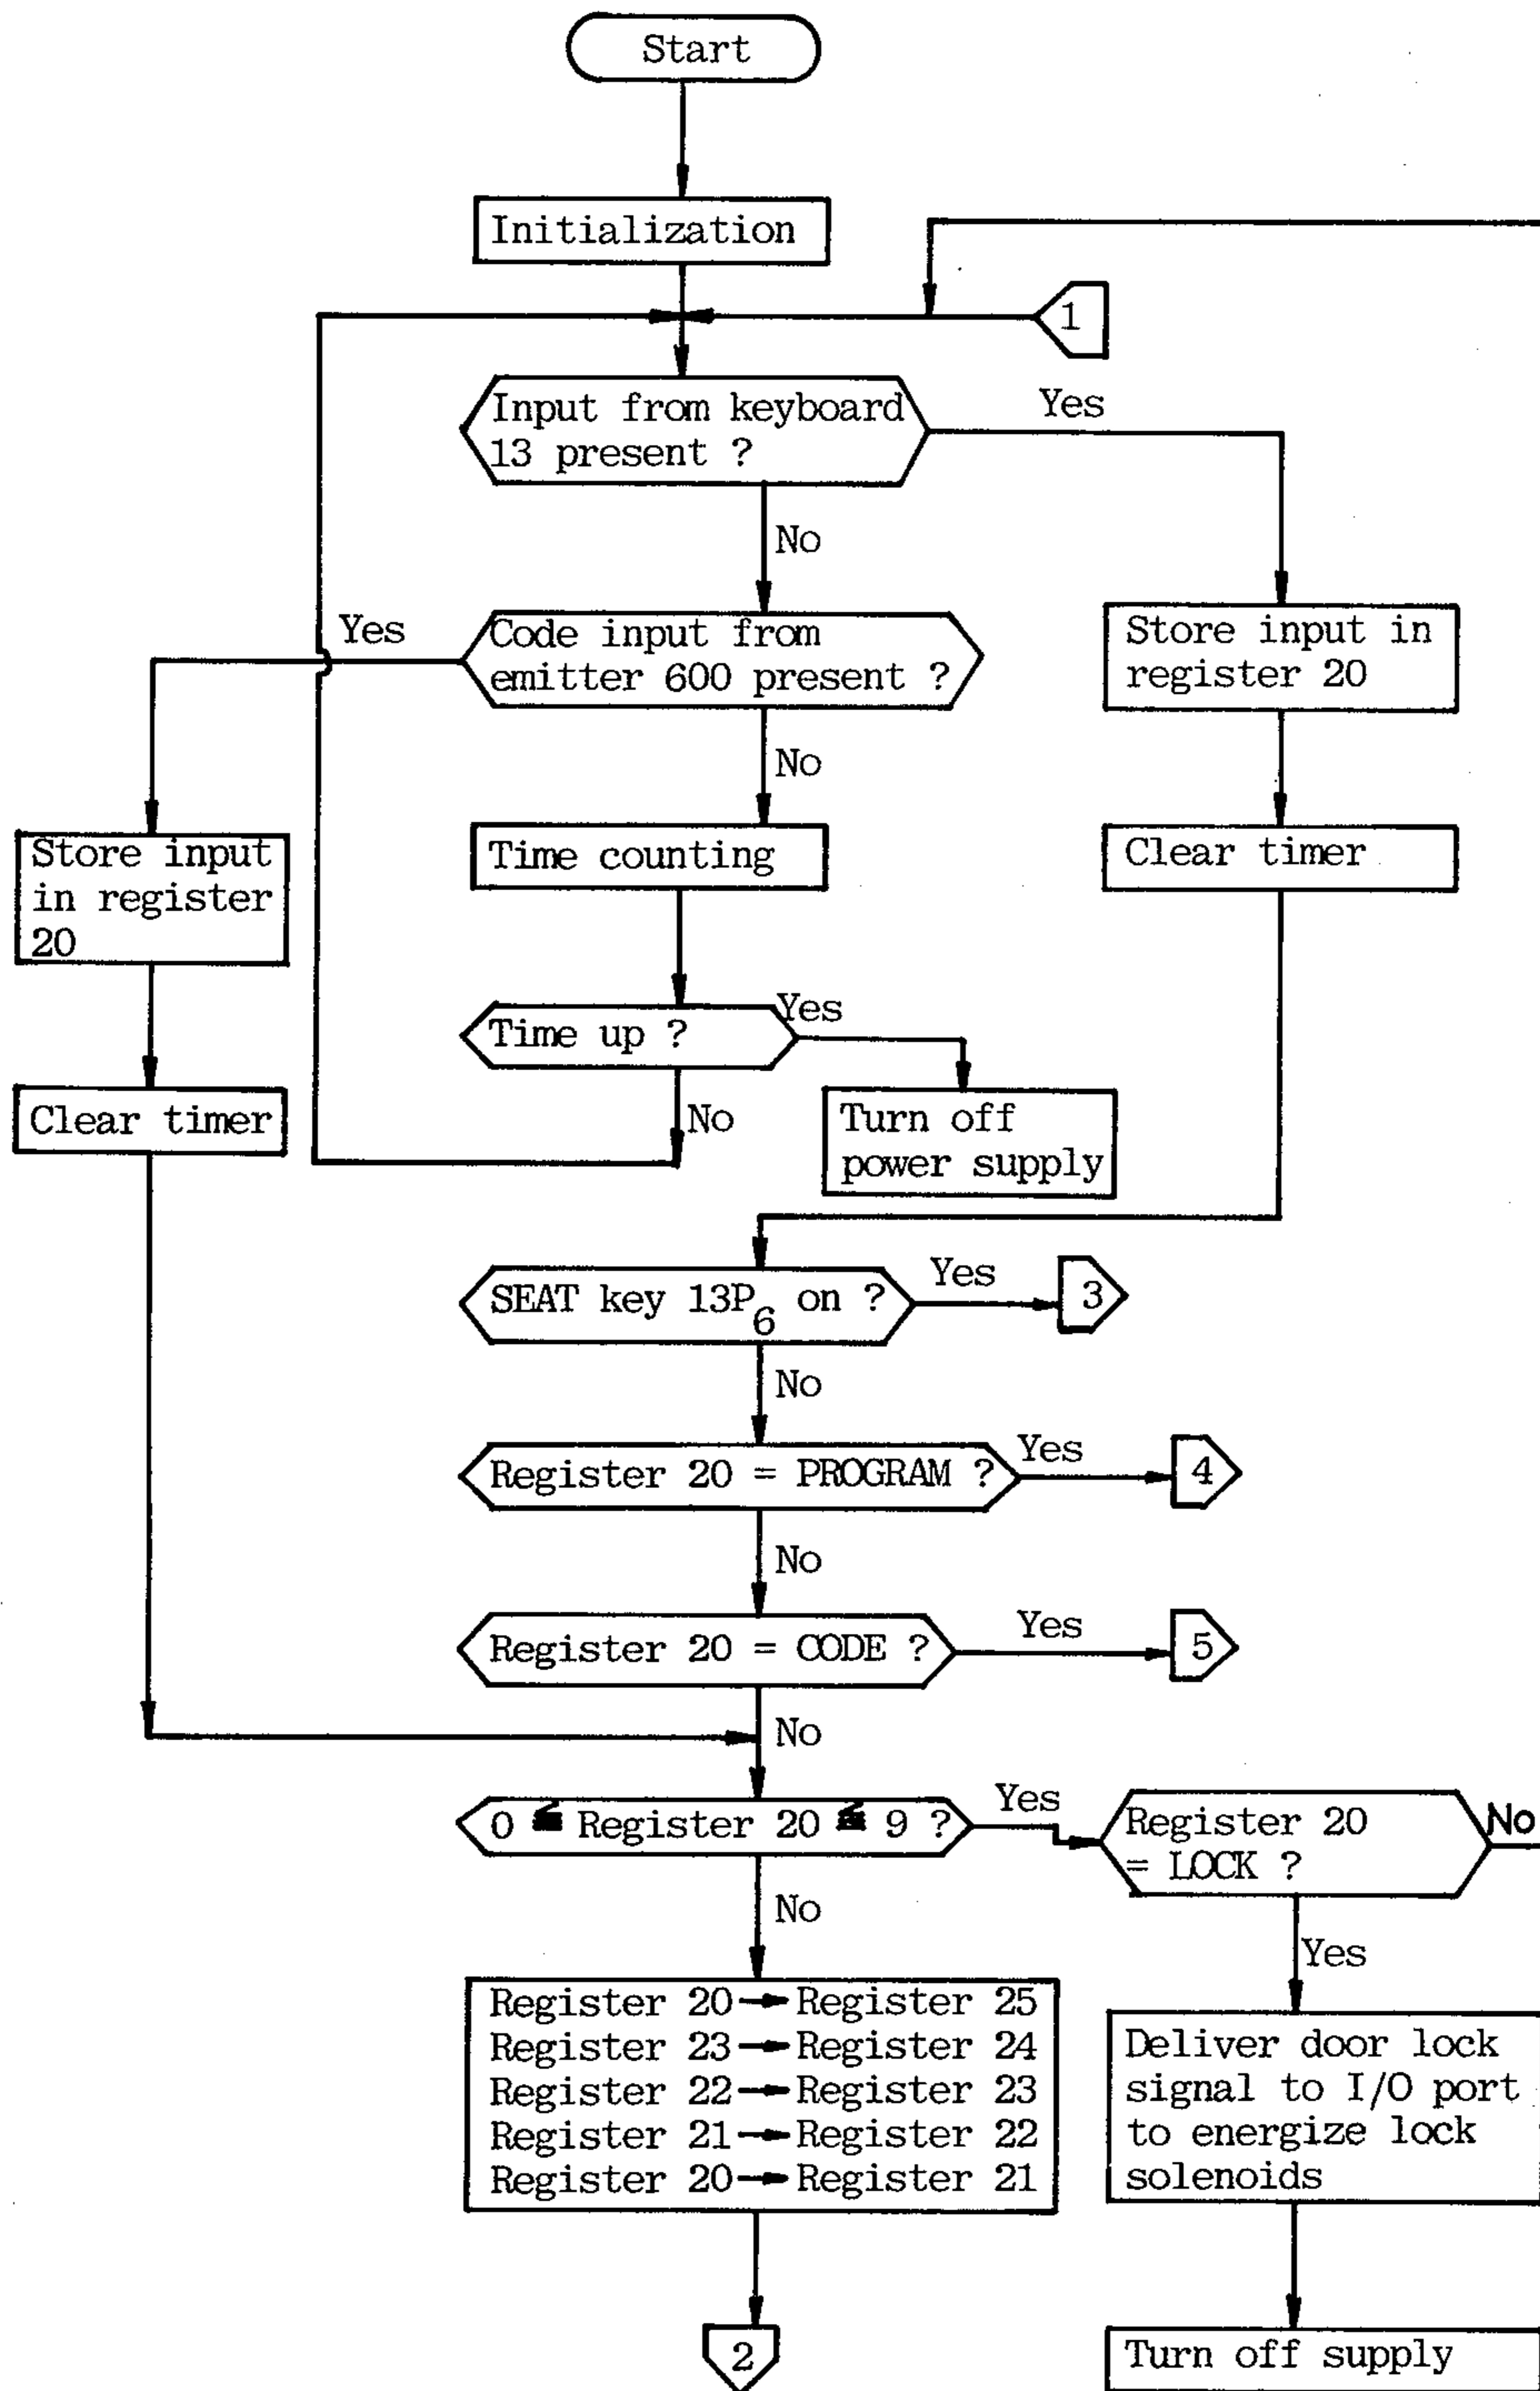 Start
Initialization
1
Input from keyboard
13 present ?
Yes
No
Yes
Code input from
emitter 600 present ?
Store input in
register 20
No
Store input
in register
20
Time counting
Clear timer
Time up ?
Yes
Clear timer
No
Turn off
power supply
SEAT key 13P6 on ?
Yes
3
No
Register 20 = PROGRAM ?
Yes
4
No
Register 20 = CODE ?
Yes
5
No
0 ≦ Register 20 ≦ 9 ?
Yes
Register 20
= LOCK ?
No
No
Yes
Register 20 → Register 25
Register 23 → Register 24
Register 22 → Register 23
Register 21 → Register 22
Register 20 → Register 21
Deliver door lock
signal to I/O port
to energize lock
solenoids
2
Turn off supply